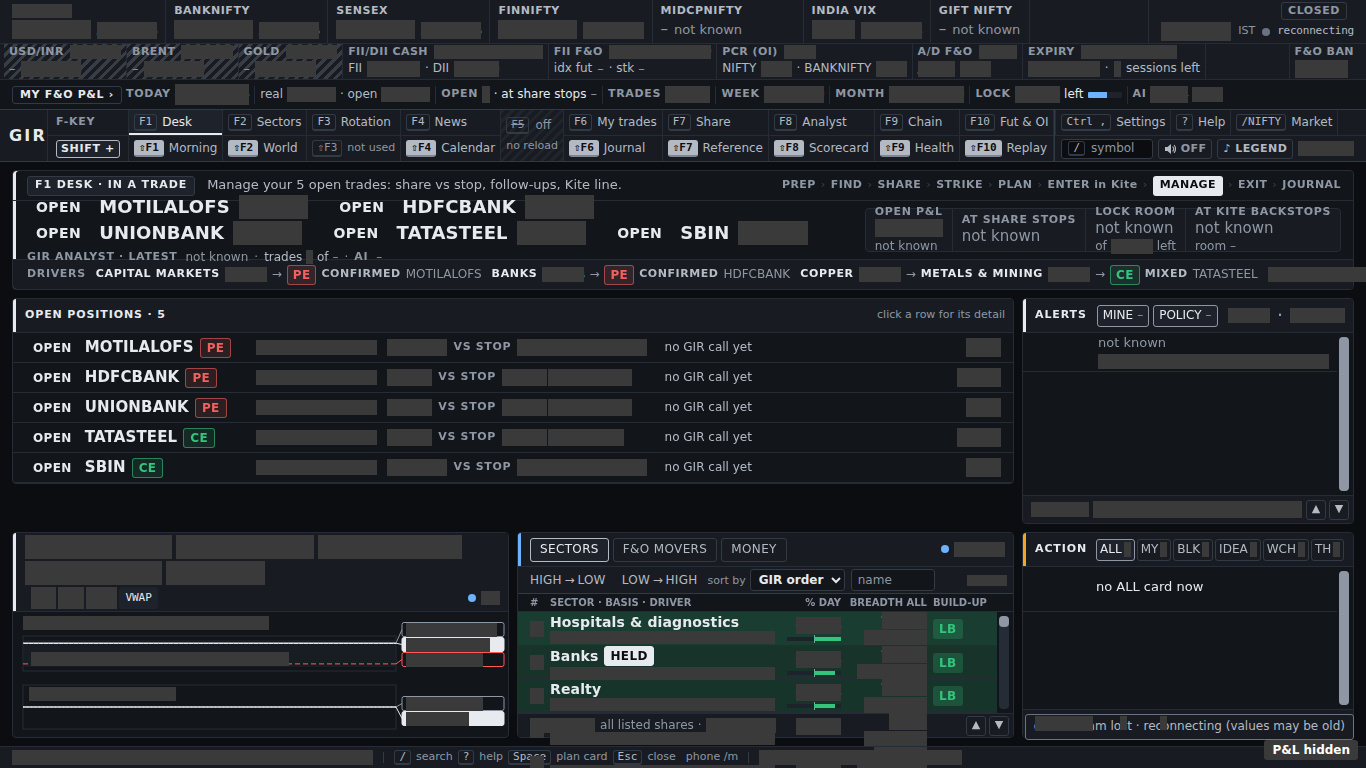 BANKNIFTY SENSEX FINNIFTY MIDCPNIFTY INDIA VIX GIFT NIFTY CLOSED
– not known – not known IST reconnecting
USD/INR BRENT GOLD FII/DII CASH FII F&O PCR (OI) A/D F&O EXPIRY F&O BAN
– – – FII · DII idx fut – · stk – NIFTY · BANKNIFTY · sessions left
MY F&O P&L › TODAY real · open OPEN · at share stops – TRADES WEEK MONTH LOCK left AI
GIR F-KEY F1 Desk F2 Sectors F3 Rotation F4 News F5 off F6 My trades F7 Share F8 Analyst F9 Chain F10 Fut & OI Ctrl , Settings ? Help /NIFTY Market
SHIFT + ⇧F1 Morning ⇧F2 World ⇧F3 not used ⇧F4 Calendar no reload ⇧F6 Journal ⇧F7 Reference ⇧F8 Scorecard ⇧F9 Health ⇧F10 Replay / symbol OFF ♪ LEGEND
F1 DESK · IN A TRADE Manage your 5 open trades: share vs stop, follow-ups, Kite line. PREP › FIND › SHARE › STRIKE › PLAN › ENTER in Kite › MANAGE › EXIT › JOURNAL
OPEN MOTILALOFS OPEN HDFCBANK
OPEN UNIONBANK OPEN TATASTEEL OPEN SBIN
OPEN P&L AT SHARE STOPS LOCK ROOM AT KITE BACKSTOPS
not known not known not known
not known of left room –
GIR ANALYST · LATEST not known · trades of – · AI –
DRIVERS CAPITAL MARKETS → PE CONFIRMED MOTILALOFS BANKS → PE CONFIRMED HDFCBANK COPPER → METALS & MINING → CE MIXED TATASTEEL
OPEN POSITIONS · 5 click a row for its detail
OPEN MOTILALOFS PE VS STOP no GIR call yet
OPEN HDFCBANK PE VS STOP no GIR call yet
OPEN UNIONBANK PE VS STOP no GIR call yet
OPEN TATASTEEL CE VS STOP no GIR call yet
OPEN SBIN CE VS STOP no GIR call yet
ALERTS MINE – POLICY – ·
not known
▲ ▼
VWAP
SECTORS F&O MOVERS MONEY
HIGH→LOW LOW→HIGH sort by GIR order name
# SECTOR · BASIS · DRIVER % DAY BREADTH ALL BUILD-UP
Hospitals & diagnostics LB
Banks HELD LB
Realty LB
all listed shares · ▲ ▼
ACTION ALL MY BLK IDEA WCH TH
no ALL card now
lost · reconnecting (values may be old)
/ search ? help Space plan card Esc close phone /m
P&L hidden